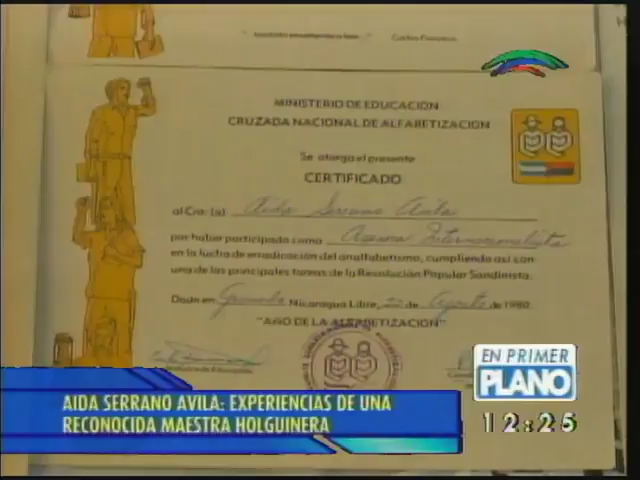 MINISTERIO DE EDUCACION
CRUZADA NACIONAL DE ALFABETIZACION
Se otorga el presente
CERTIFICADO
al Cro: (a) Aida Serrano Avila
por haber participado como Asesora Internacionalista
en la lucha de erradicación del analfabetismo, cumpliendo así con
una de las principales tareas de la Revolución Popular Sandinista.
Dado en Granada Nicaragua Libre, 22 de Agosto de 1980
"AÑO DE LA ALFABETIZACION"
EN PRIMER
PLANO
AIDA SERRANO AVILA: EXPERIENCIAS DE UNA
RECONOCIDA MAESTRA HOLGUINERA
12:25